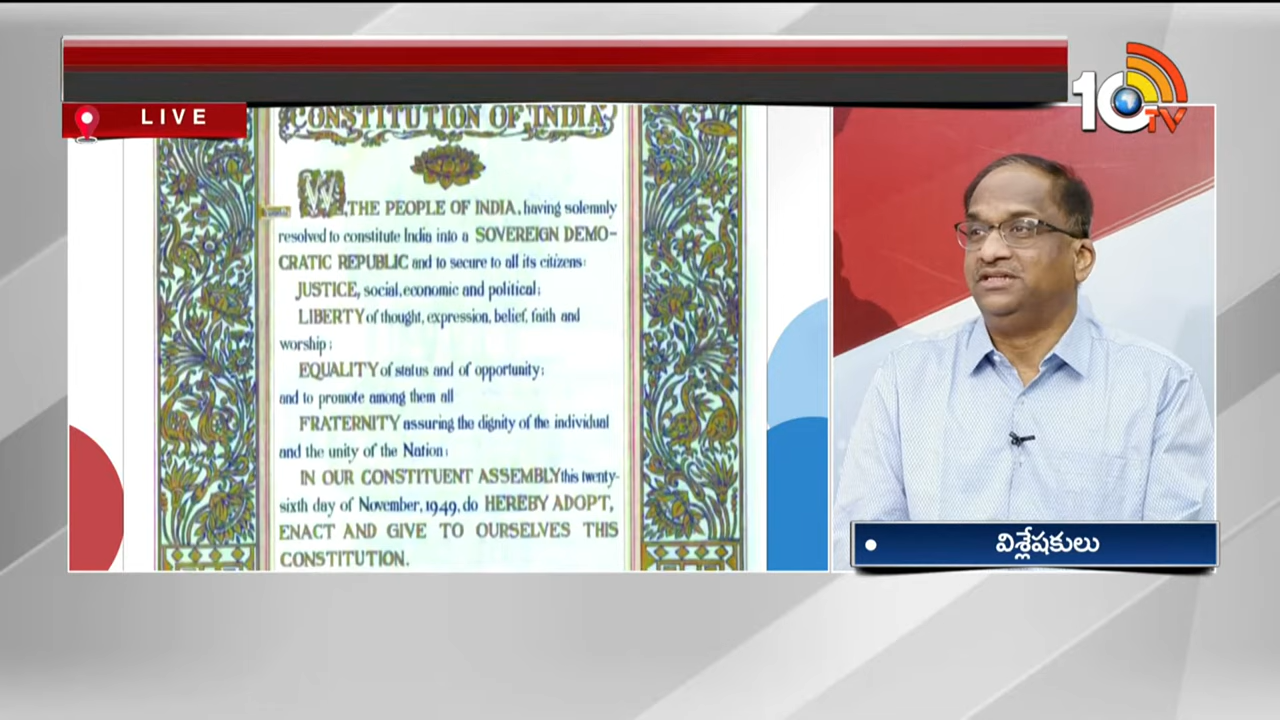 LIVE
10TV
CONSTITUTION OF INDIA
WE, THE PEOPLE OF INDIA, having solemnly
resolved to constitute India into a SOVEREIGN DEMO-
CRATIC REPUBLIC and to secure to all its citizens:
JUSTICE, social, economic and political;
LIBERTY of thought, expression, belief, faith and
worship;
EQUALITY of status and of opportunity;
and to promote among them all
FRATERNITY assuring the dignity of the individual
and the unity of the Nation;
IN OUR CONSTITUENT ASSEMBLY this twenty-
sixth day of November, 1949, do HEREBY ADOPT,
ENACT AND GIVE TO OURSELVES THIS
CONSTITUTION.
విశ్లేషకులు